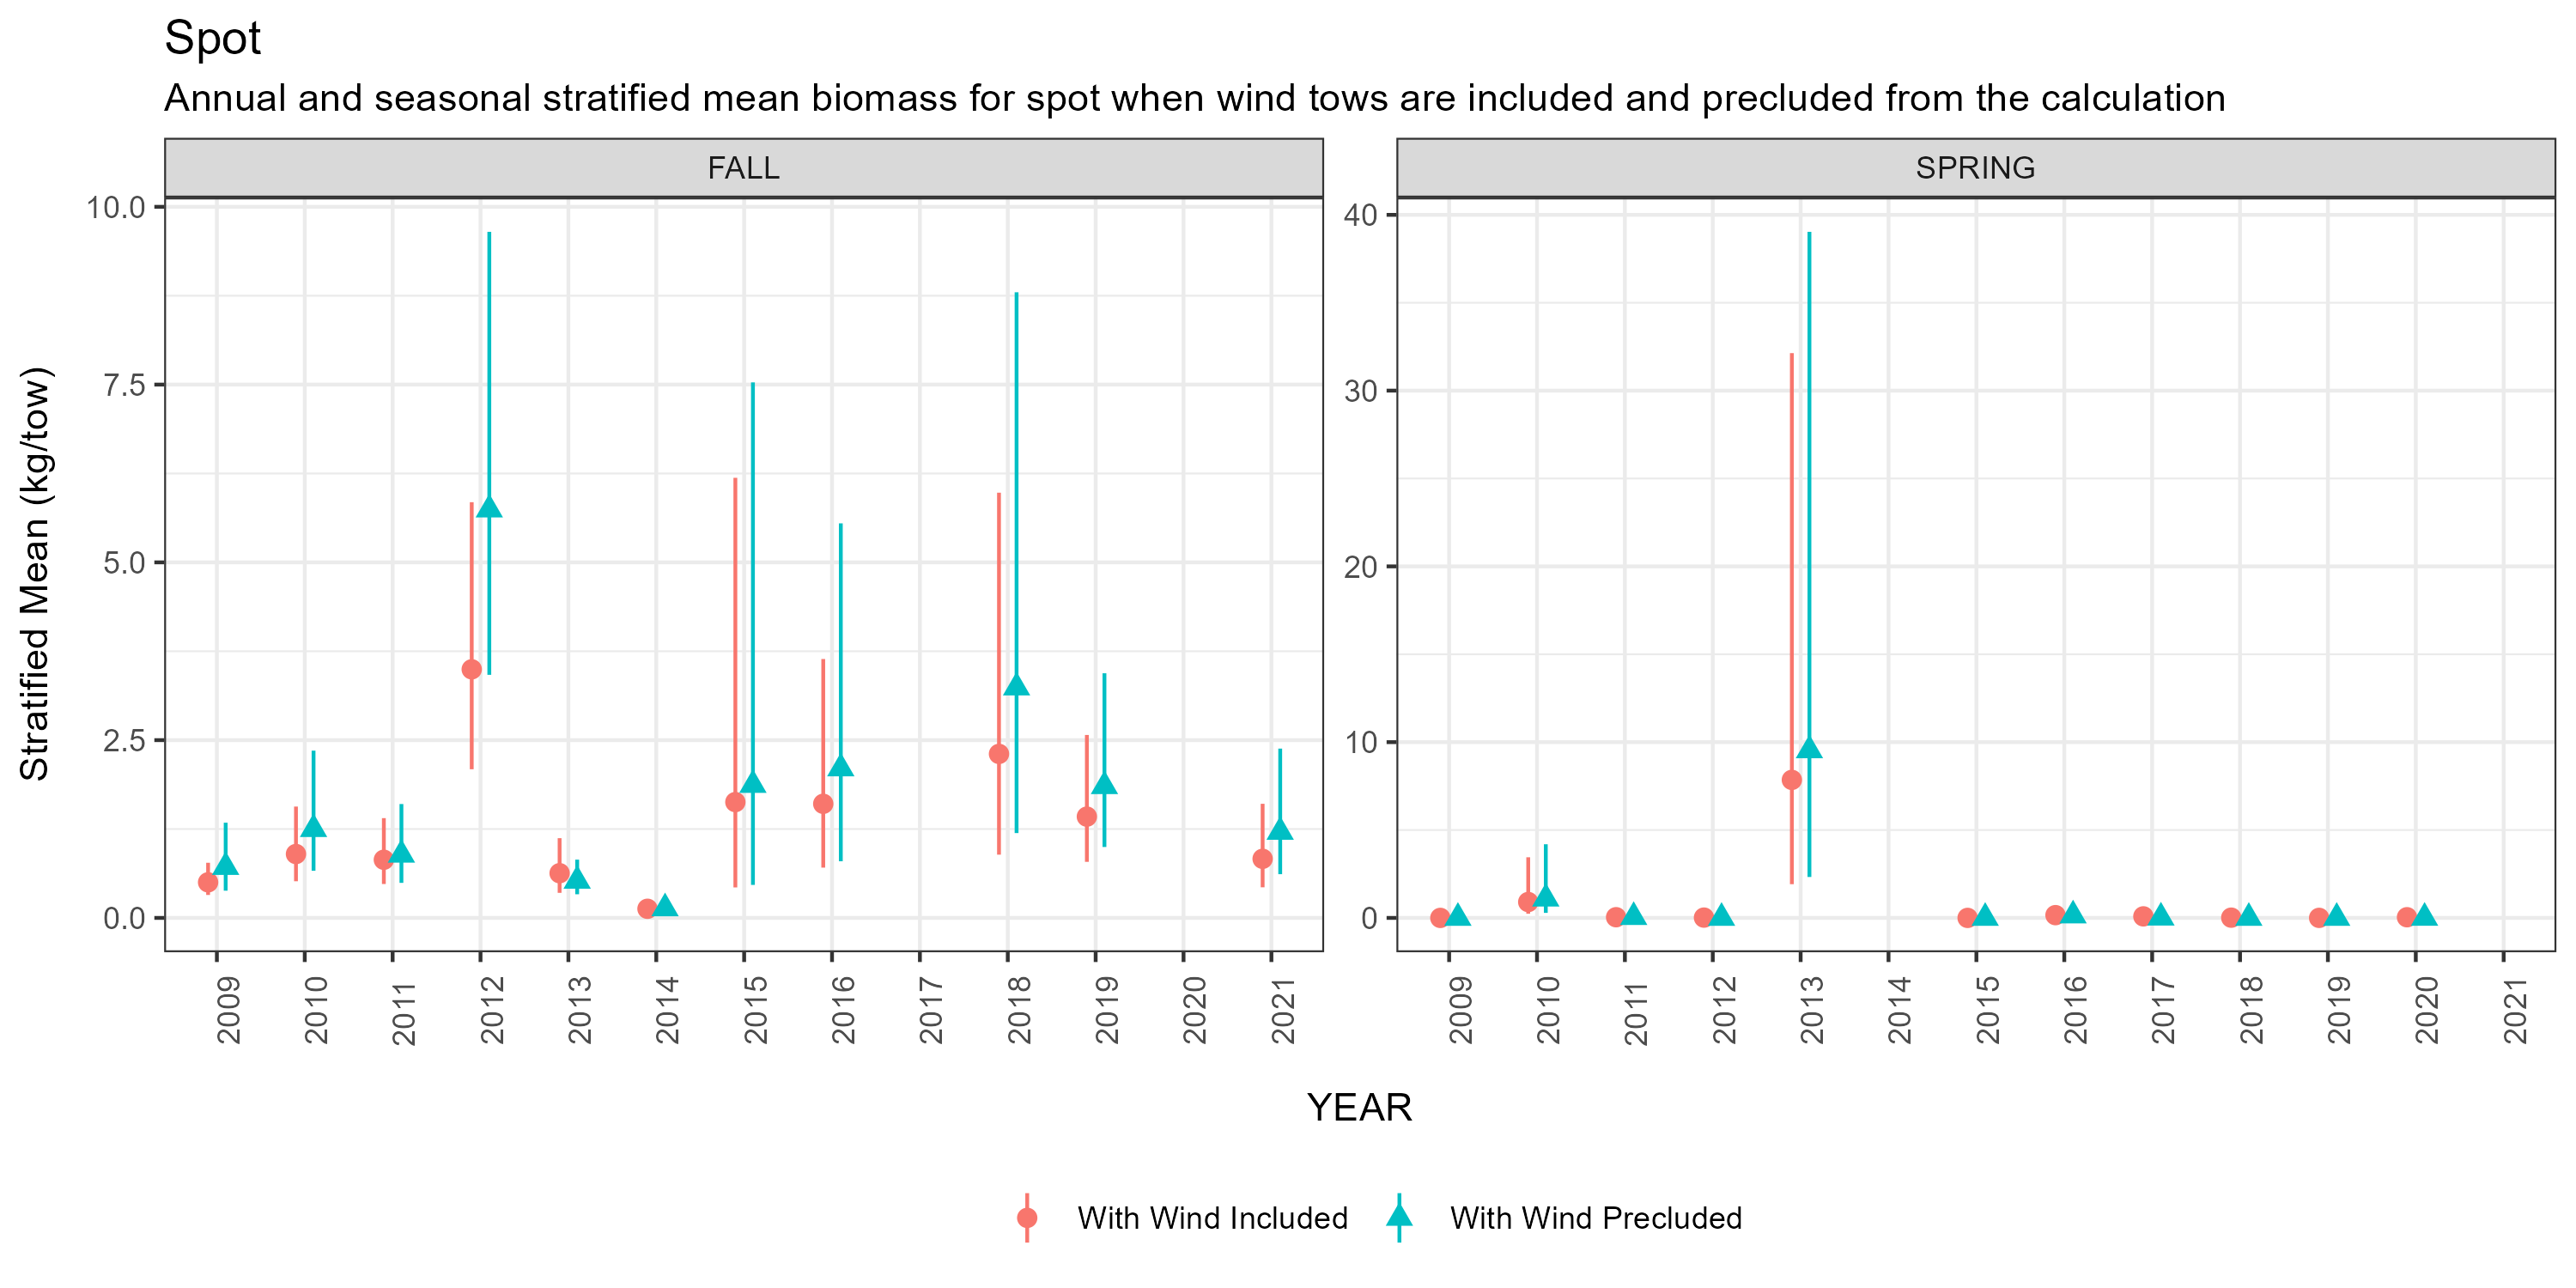 Spot
Annual and seasonal stratified mean biomass for spot when wind tows are included and precluded from the calculation
FALL
SPRING
Stratified Mean (kg/tow)
10.0
7.5
5.0
2.5
0.0
40
30
20
10
0
2009 2010 2011 2012 2013 2014 2015 2016 2017 2018 2019 2020 2021
2009 2010 2011 2012 2013 2014 2015 2016 2017 2018 2019 2020 2021
YEAR
With Wind Included
With Wind Precluded